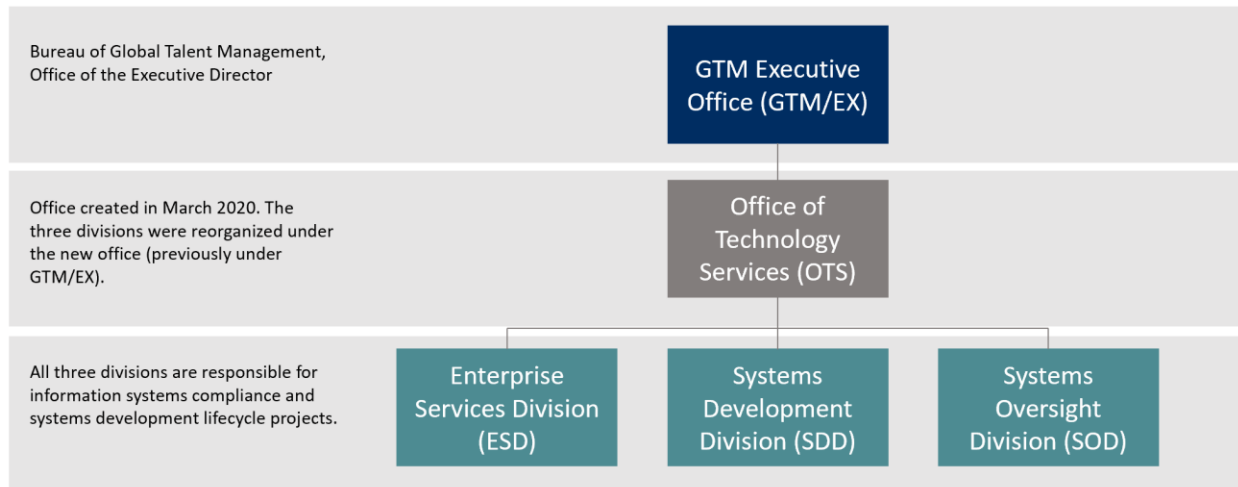 Bureau of Global Talent Management,
Office of the Executive Director
GTM Executive
Office (GTM/EX)
Office created in March 2020. The
three divisions were reorganized under
the new office (previously under
GTM/EX).
Office of
Technology
Services (OTS)
All three divisions are responsible for
information systems compliance and
systems development lifecycle projects.
Enterprise
Services Division
(ESD)
Systems
Development
Division (SDD)
Systems
Oversight
Division (SOD)